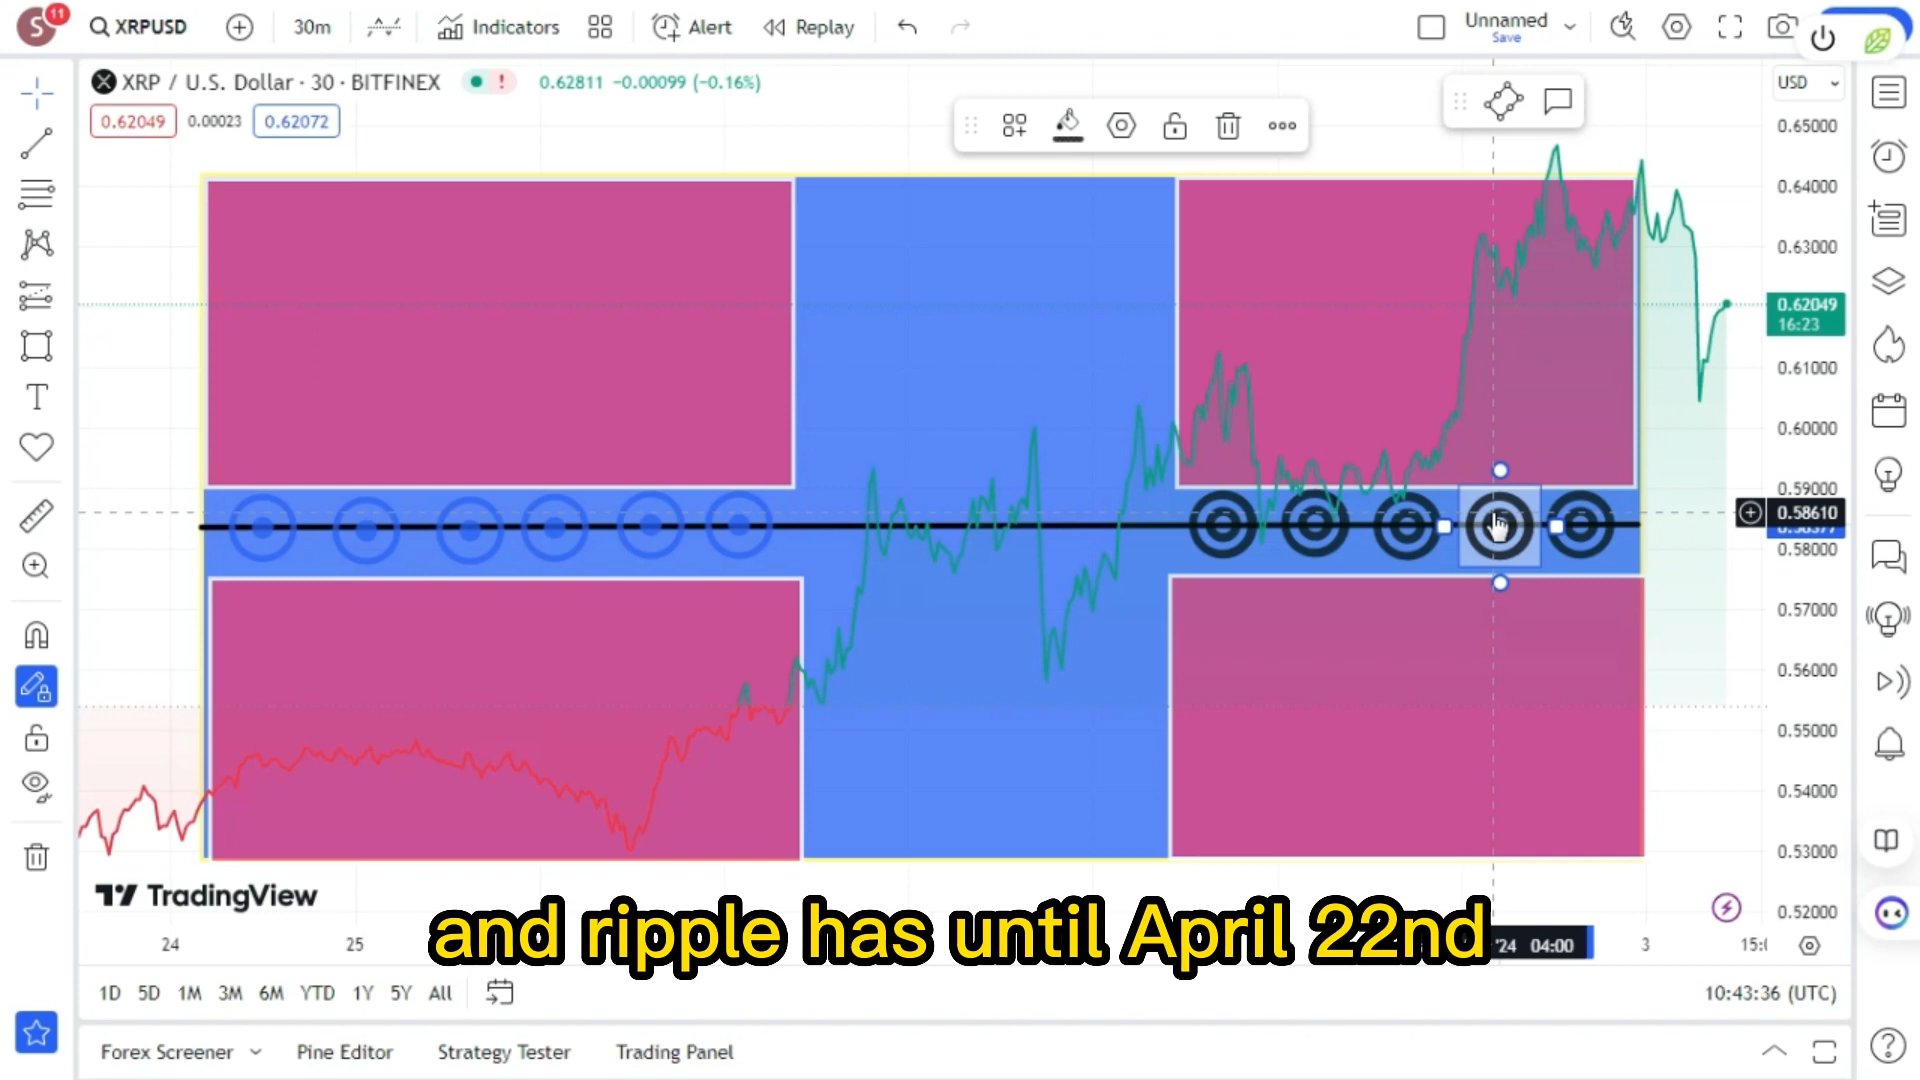 S
11
XRPUSD
30m
Indicators
Alert
Replay
Unnamed
Save
XRP / U.S. Dollar · 30 · BITFINEX
!
0.62811 −0.00099 (−0.16%)
USD
0.62049
0.00023
0.62072
0.65000
0.64000
0.63000
0.62049
16:23
0.61000
0.60000
0.59000
0.58610
0.58000
0.57000
0.56000
0.55000
0.54000
0.53000
0.52000
TradingView
and ripple has until April 22nd
24
25
'24 04:00
3
1D 5D 1M 3M 6M YTD 1Y 5Y All
10:43:36 (UTC)
Forex Screener
Pine Editor
Strategy Tester
Trading Panel